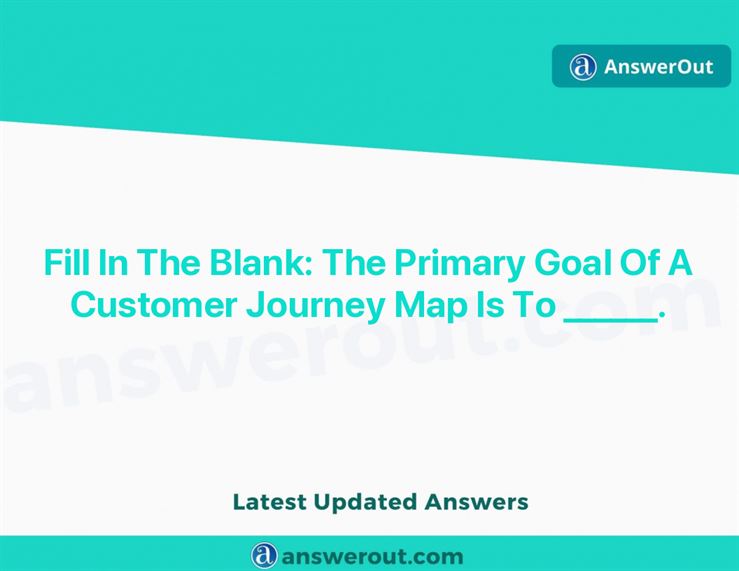 AnswerOut
Fill In The Blank: The Primary Goal Of A
Customer Journey Map Is To ______.
answerout.com
Latest Updated Answers
answerout.com